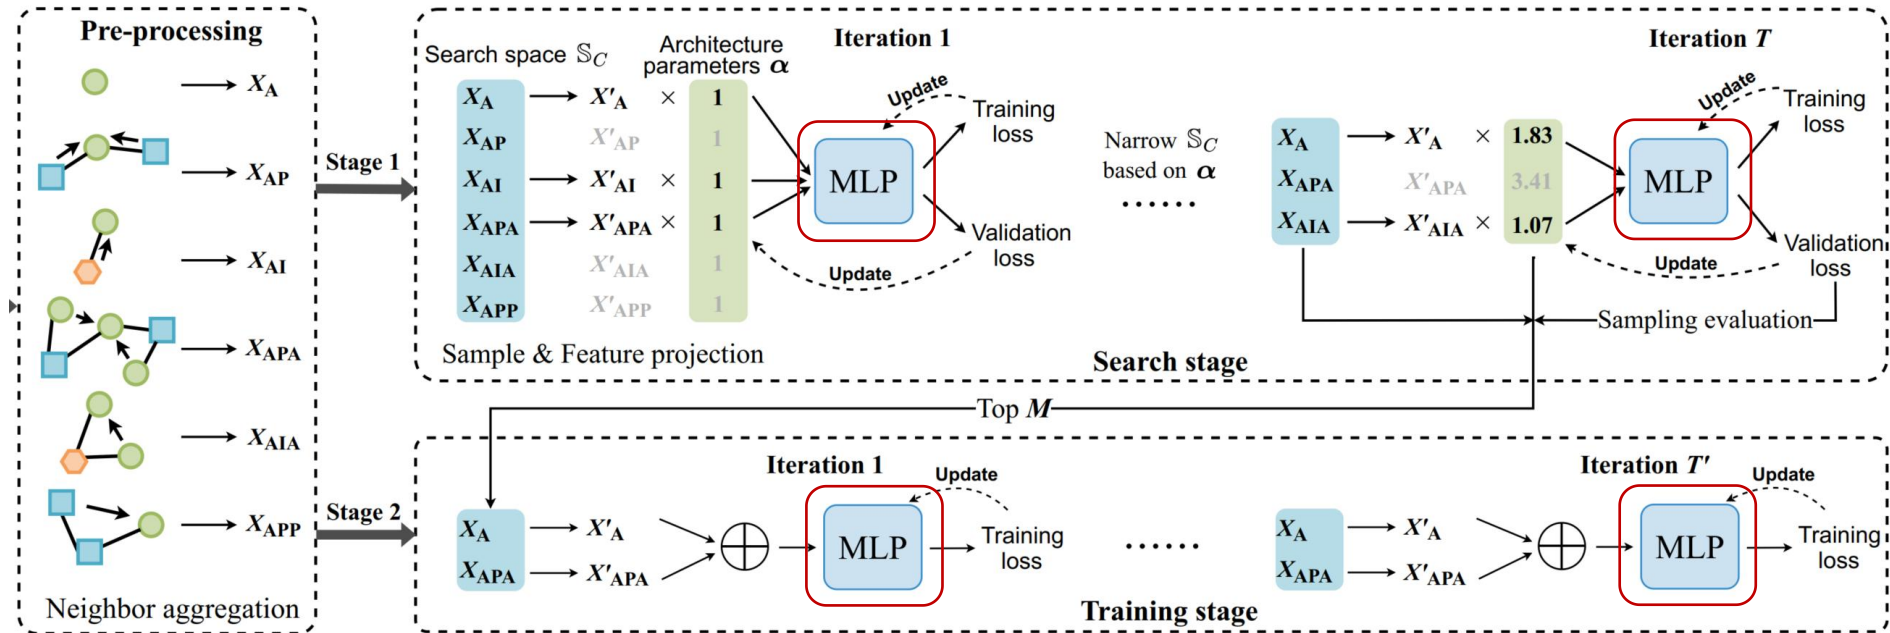 Pre-processing
X_A
X_AP
X_AI
X_APA
X_AIA
X_APP
Neighbor aggregation
Stage 1
Stage 2
Search space 𝕊_C
Architecture
parameters α
Iteration 1
X_A X′_A × 1
X_AP X′_AP 1
X_AI X′_AI × 1
X_APA X′_APA × 1
X_AIA X′_AIA 1
X_APP X′_APP 1
MLP
Update
Training
loss
Validation
loss
Update
Sample & Feature projection
Narrow 𝕊_C
based on α
......
Iteration T
X_A X′_A × 1.83
X_APA X′_APA 3.41
X_AIA X′_AIA × 1.07
MLP
Update
Training
loss
Validation
loss
Update
Sampling evaluation
Search stage
Top M
Iteration 1
X_A X′_A
X_APA X′_APA
MLP
Update
Training
loss
......
Iteration T′
X_A X′_A
X_APA X′_APA
MLP
Update
Training
loss
Training stage